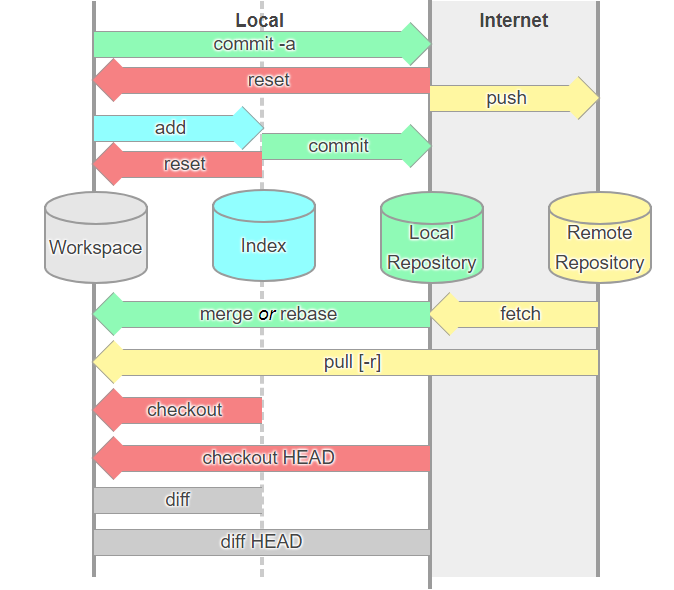 Local
Internet
commit -a
reset
push
add
commit
reset
Workspace
Index
Local
Repository
Remote
Repository
merge or rebase
fetch
pull [-r]
checkout
checkout HEAD
diff
diff HEAD